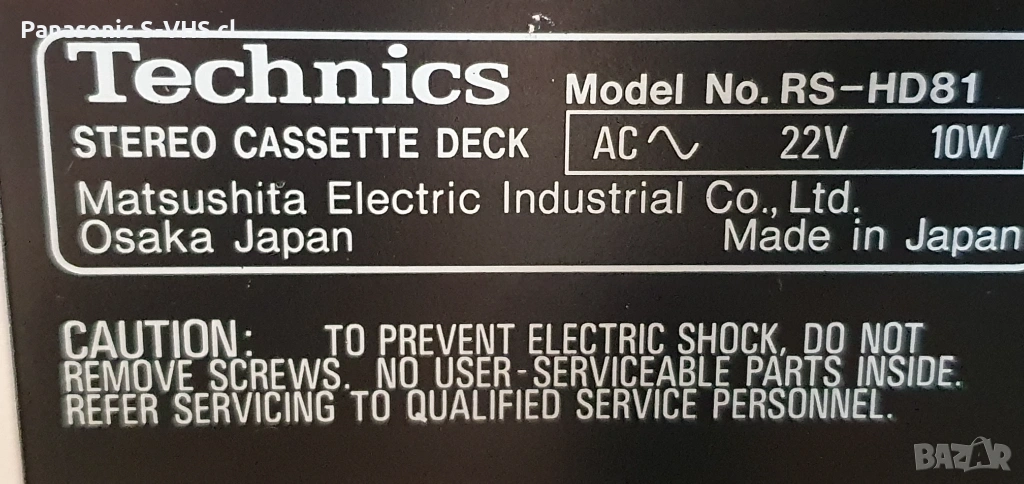 Panasonic S-VHS cl
Technics
Model No. RS-HD81
STEREO CASSETTE DECK
AC 22V 10W
Matsushita Electric Industrial Co., Ltd.
Osaka Japan
Made in Japan
CAUTION: TO PREVENT ELECTRIC SHOCK, DO NOT
REMOVE SCREWS. NO USER-SERVICEABLE PARTS INSIDE.
REFER SERVICING TO QUALIFIED SERVICE PERSONNEL.
BAZAR